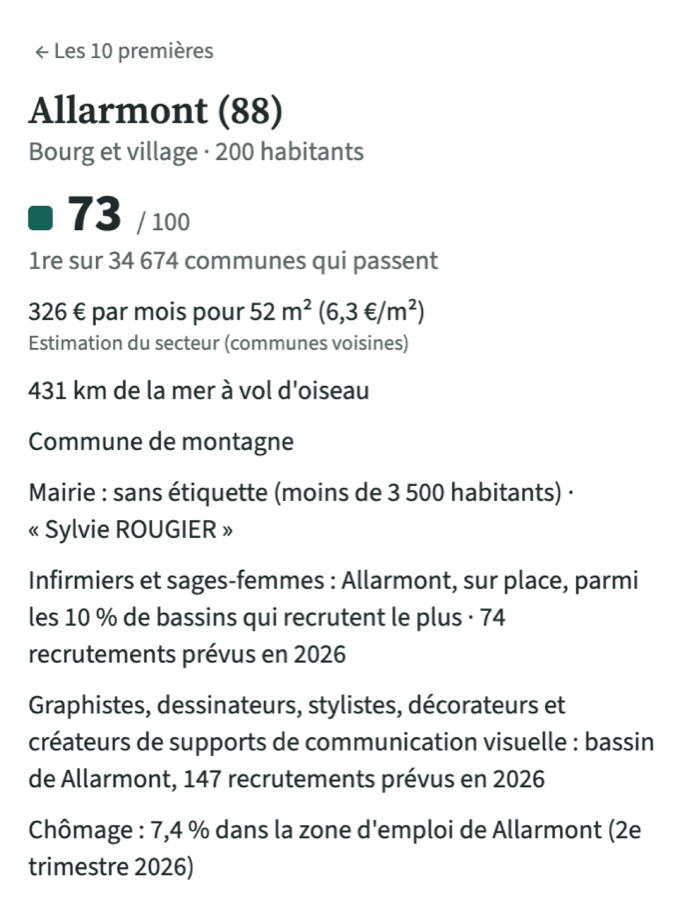 ← Les 10 premières
Allarmont (88)
Bourg et village · 200 habitants
73 / 100
1re sur 34 674 communes qui passent
326 € par mois pour 52 m² (6,3 €/m²)
Estimation du secteur (communes voisines)
431 km de la mer à vol d'oiseau
Commune de montagne
Mairie : sans étiquette (moins de 3 500 habitants) ·
« Sylvie ROUGIER »
Infirmiers et sages-femmes : Allarmont, sur place, parmi
les 10 % de bassins qui recrutent le plus · 74
recrutements prévus en 2026
Graphistes, dessinateurs, stylistes, décorateurs et
créateurs de supports de communication visuelle : bassin
de Allarmont, 147 recrutements prévus en 2026
Chômage : 7,4 % dans la zone d'emploi de Allarmont (2e
trimestre 2026)